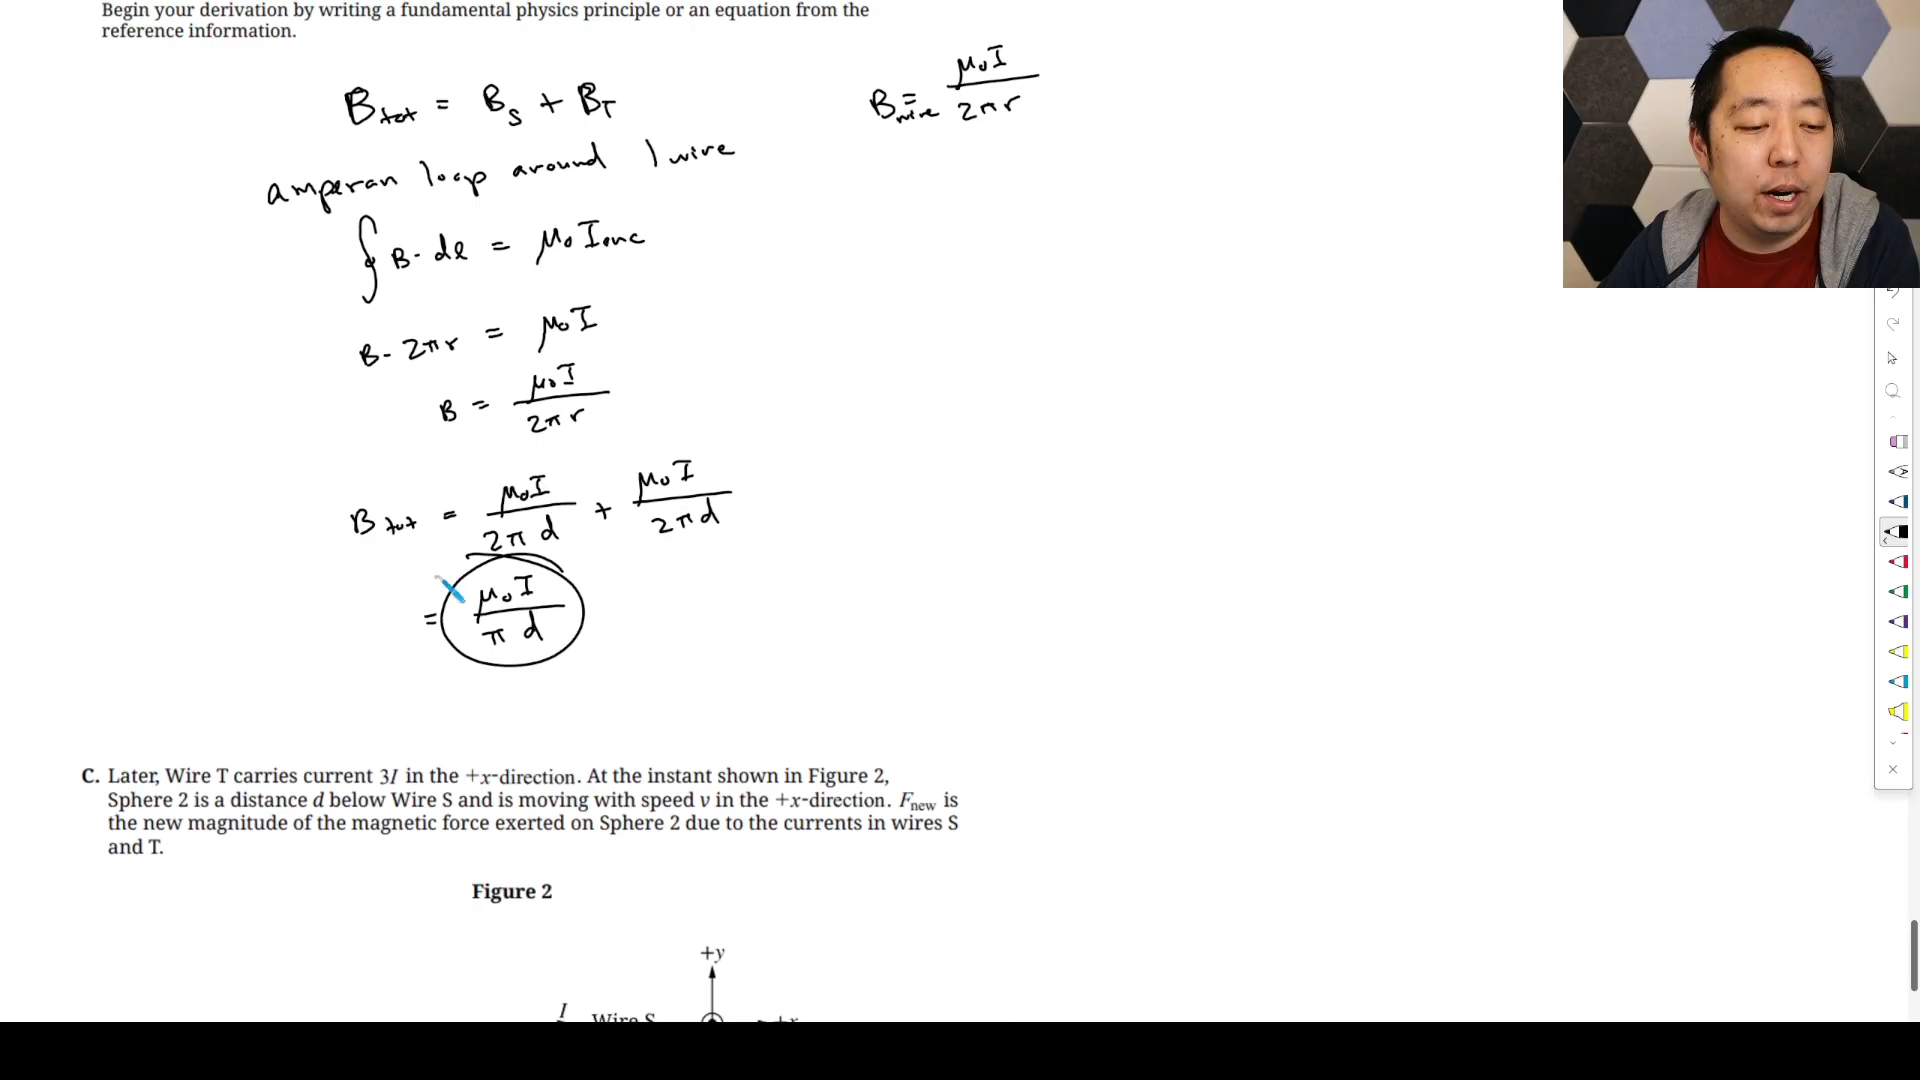 Begin your derivation by writing a fundamental physics principle or an equation from the
reference information.
B_tot = B_S + B_T
B_wire = μ₀I / 2πr
amperan loop around 1 wire
∮ B · dl = μ₀ I_enc
B · 2πr = μ₀I
B = μ₀I / 2πr
B_tot = μ₀I / 2πd + μ₀I / 2πd
= μ₀I / πd
C. Later, Wire T carries current 3I in the +x-direction. At the instant shown in Figure 2,
Sphere 2 is a distance d below Wire S and is moving with speed v in the +x-direction. F_new is
the new magnitude of the magnetic force exerted on Sphere 2 due to the currents in wires S
and T.
Figure 2
+y
I Wire S +x